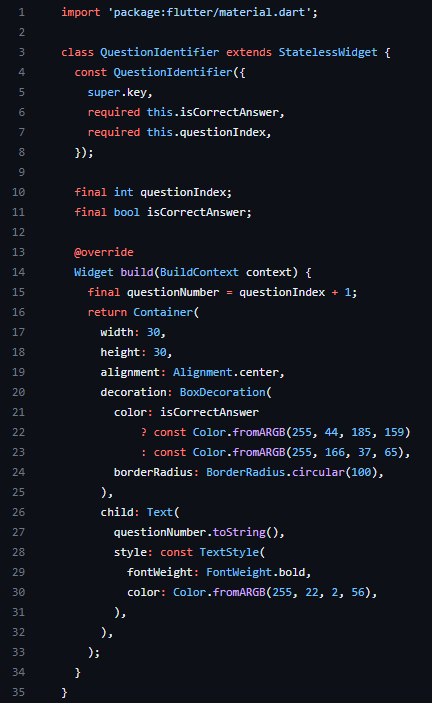 1 import 'package:flutter/material.dart';
2
3 class QuestionIdentifier extends StatelessWidget {
4   const QuestionIdentifier({
5     super.key,
6     required this.isCorrectAnswer,
7     required this.questionIndex,
8   });
9
10   final int questionIndex;
11   final bool isCorrectAnswer;
12
13   @override
14   Widget build(BuildContext context) {
15     final questionNumber = questionIndex + 1;
16     return Container(
17       width: 30,
18       height: 30,
19       alignment: Alignment.center,
20       decoration: BoxDecoration(
21         color: isCorrectAnswer
22             ? const Color.fromARGB(255, 44, 185, 159)
23             : const Color.fromARGB(255, 166, 37, 65),
24         borderRadius: BorderRadius.circular(100),
25       ),
26       child: Text(
27         questionNumber.toString(),
28         style: const TextStyle(
29           fontWeight: FontWeight.bold,
30           color: Color.fromARGB(255, 22, 2, 56),
31         ),
32       ),
33     );
34   }
35 }